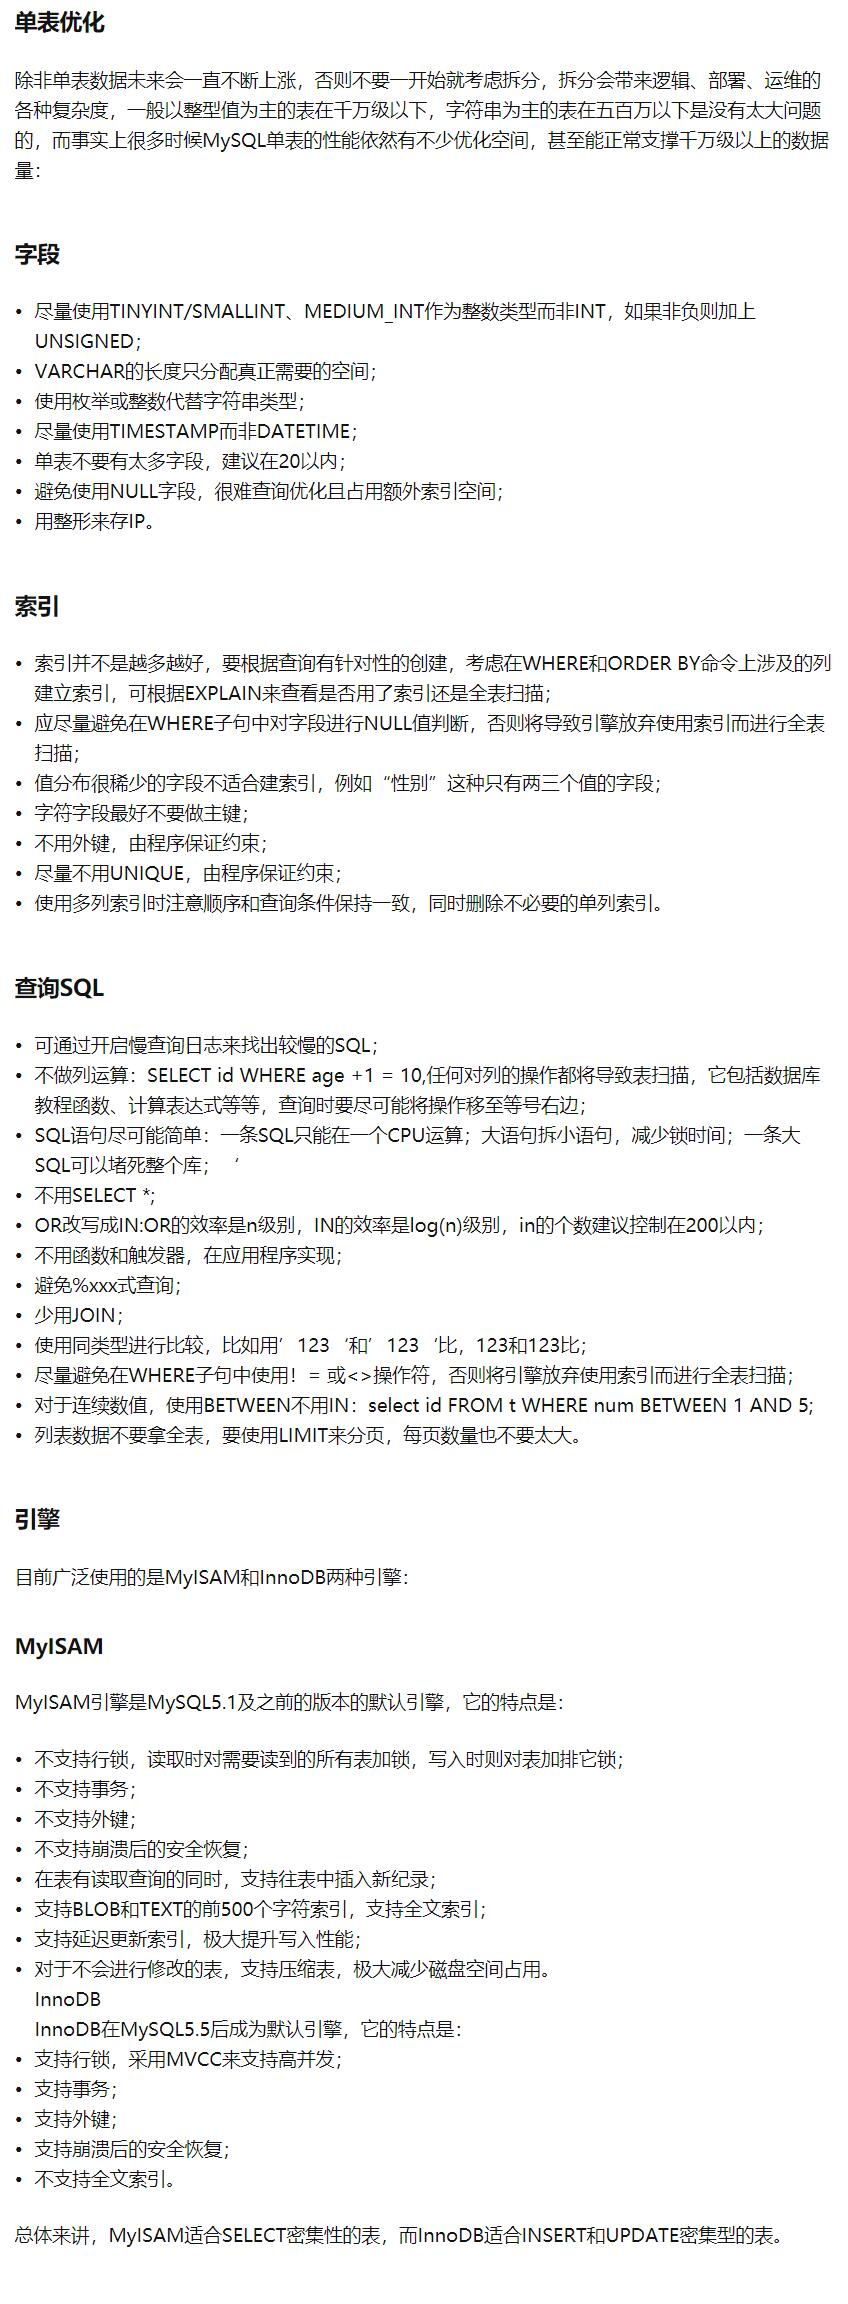 单表优化
除非单表数据未来会一直不断上涨，否则不要一开始就考虑拆分，拆分会带来逻辑、部署、运维的
各种复杂度，一般以整型值为主的表在千万级以下，字符串为主的表在五百万以下是没有太大问题
的，而事实上很多时候MySQL单表的性能依然有不少优化空间，甚至能正常支撑千万级以上的数据
量：
字段
• 尽量使用TINYINT/SMALLINT、MEDIUM_INT作为整数类型而非INT，如果非负则加上
UNSIGNED；
• VARCHAR的长度只分配真正需要的空间；
• 使用枚举或整数代替字符串类型；
• 尽量使用TIMESTAMP而非DATETIME；
• 单表不要有太多字段，建议在20以内；
• 避免使用NULL字段，很难查询优化且占用额外索引空间；
• 用整形来存IP。
索引
• 索引并不是越多越好，要根据查询有针对性的创建，考虑在WHERE和ORDER BY命令上涉及的列
建立索引，可根据EXPLAIN来查看是否用了索引还是全表扫描；
• 应尽量避免在WHERE子句中对字段进行NULL值判断，否则将导致引擎放弃使用索引而进行全表
扫描；
• 值分布很稀少的字段不适合建索引，例如“性别”这种只有两三个值的字段；
• 字符字段最好不要做主键；
• 不用外键，由程序保证约束；
• 尽量不用UNIQUE，由程序保证约束；
• 使用多列索引时注意顺序和查询条件保持一致，同时删除不必要的单列索引。
查询SQL
• 可通过开启慢查询日志来找出较慢的SQL；
• 不做列运算：SELECT id WHERE age +1 = 10,任何对列的操作都将导致表扫描，它包括数据库
教程函数、计算表达式等等，查询时要尽可能将操作移至等号右边；
• SQL语句尽可能简单：一条SQL只能在一个CPU运算；大语句拆小语句，减少锁时间；一条大
SQL可以堵死整个库； ‘
• 不用SELECT *;
• OR改写成IN:OR的效率是n级别，IN的效率是log(n)级别，in的个数建议控制在200以内；
• 不用函数和触发器，在应用程序实现；
• 避免%xxx式查询；
• 少用JOIN；
• 使用同类型进行比较，比如用’123‘和’123‘比，123和123比；
• 尽量避免在WHERE子句中使用！= 或<>操作符，否则将引擎放弃使用索引而进行全表扫描；
• 对于连续数值，使用BETWEEN不用IN：select id FROM t WHERE num BETWEEN 1 AND 5;
• 列表数据不要拿全表，要使用LIMIT来分页，每页数量也不要太大。
引擎
目前广泛使用的是MyISAM和InnoDB两种引擎：
MyISAM
MyISAM引擎是MySQL5.1及之前的版本的默认引擎，它的特点是：
• 不支持行锁，读取时对需要读到的所有表加锁，写入时则对表加排它锁；
• 不支持事务；
• 不支持外键；
• 不支持崩溃后的安全恢复；
• 在表有读取查询的同时，支持往表中插入新纪录；
• 支持BLOB和TEXT的前500个字符索引，支持全文索引；
• 支持延迟更新索引，极大提升写入性能；
• 对于不会进行修改的表，支持压缩表，极大减少磁盘空间占用。
InnoDB
InnoDB在MySQL5.5后成为默认引擎，它的特点是：
• 支持行锁，采用MVCC来支持高并发；
• 支持事务；
• 支持外键；
• 支持崩溃后的安全恢复；
• 不支持全文索引。
总体来讲，MyISAM适合SELECT密集性的表，而InnoDB适合INSERT和UPDATE密集型的表。